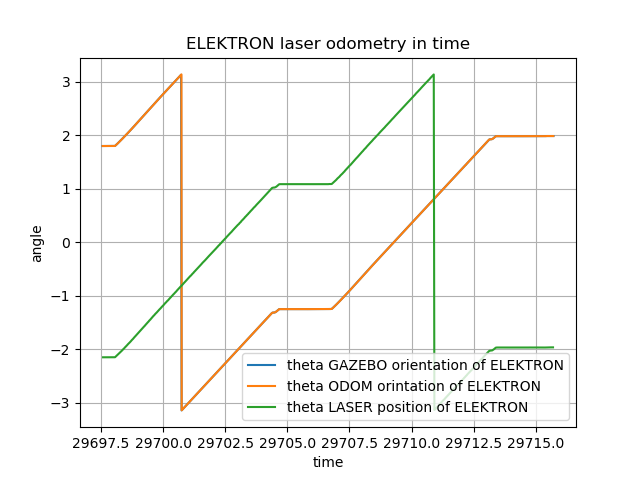 ELEKTRON laser odometry in time
3
2
1
0
−1
−2
−3
angle
theta GAZEBO orientation of ELEKTRON
theta ODOM orintation of ELEKTRON
theta LASER position of ELEKTRON
29697.5 29700.0 29702.5 29705.0 29707.5 29710.0 29712.5 29715.0
time